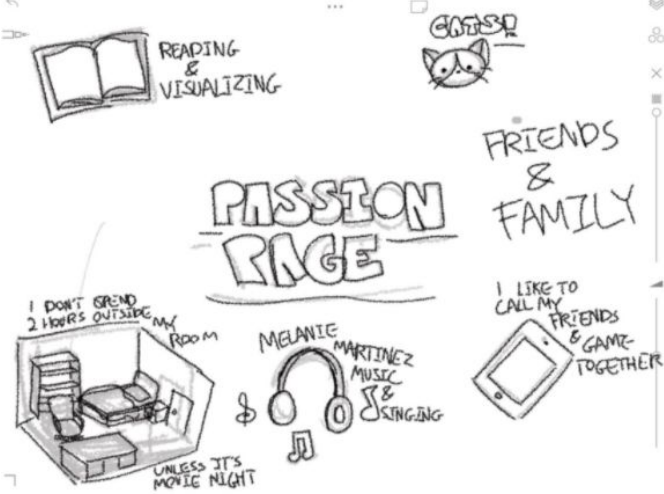 READING
&
VISUALIZING
CATS!
FRIENDS
&
FAMILY
PASSION
PAGE
I DON'T SPEND
2 HOURS OUTSIDE MY
ROOM
UNLESS IT'S
MOVIE NIGHT
MELANIE
MARTINEZ
MUSIC
&
SINGING
I LIKE TO
CALL MY
FRIENDS
& GAME
TOGETHER